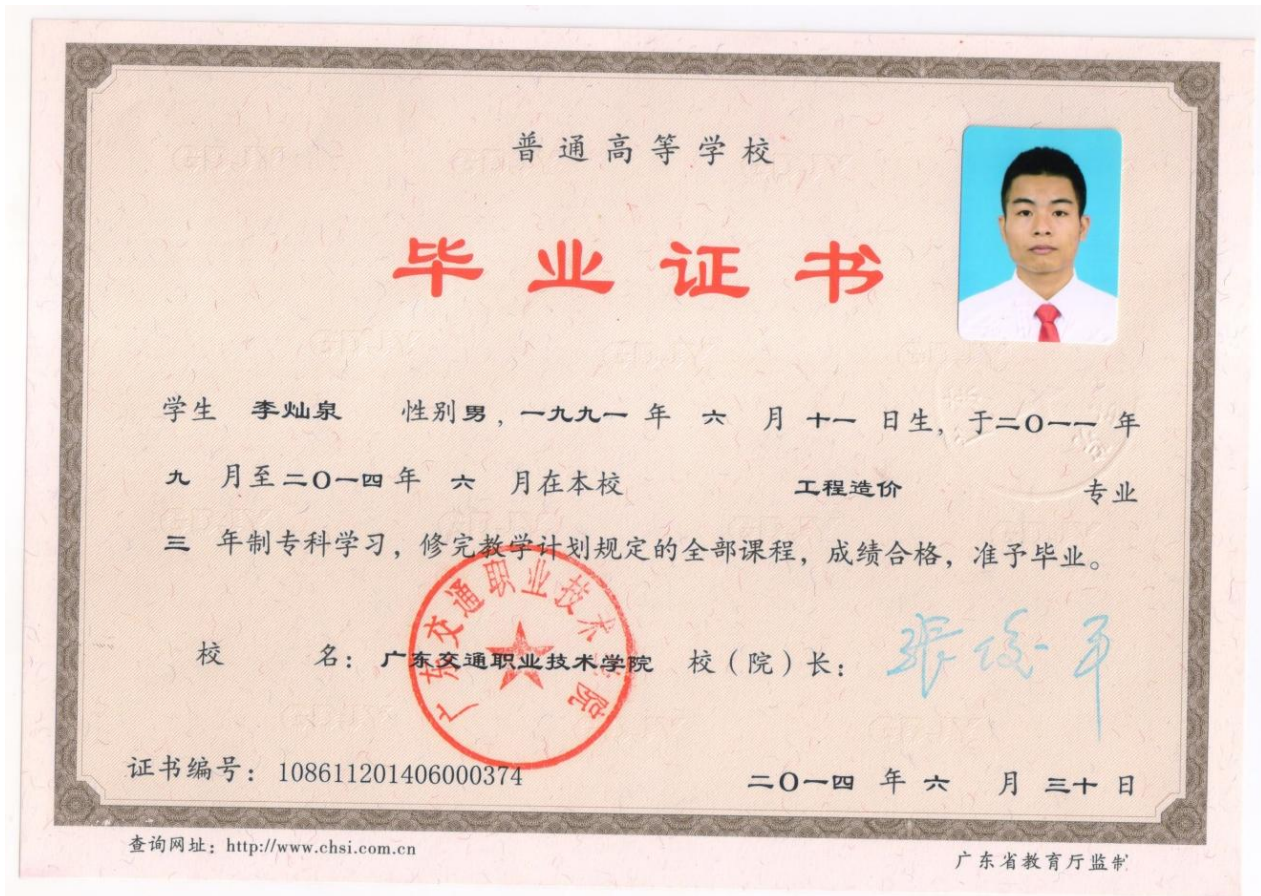 普通高等学校
毕业证书
学生 李灿泉 性别男，一九九一年 六 月 十一 日生，于二〇一一年
九 月至二〇一四年 六 月在本校 工程造价 专业
三 年制专科学习，修完教学计划规定的全部课程，成绩合格，准予毕业。
广东交通职业技术学院
校 名：广东交通职业技术学院 校（院）长：张俊平
证书编号：108611201406000374
二〇一四 年 六 月 三十 日
查询网址：http://www.chsi.com.cn
广东省教育厅监制